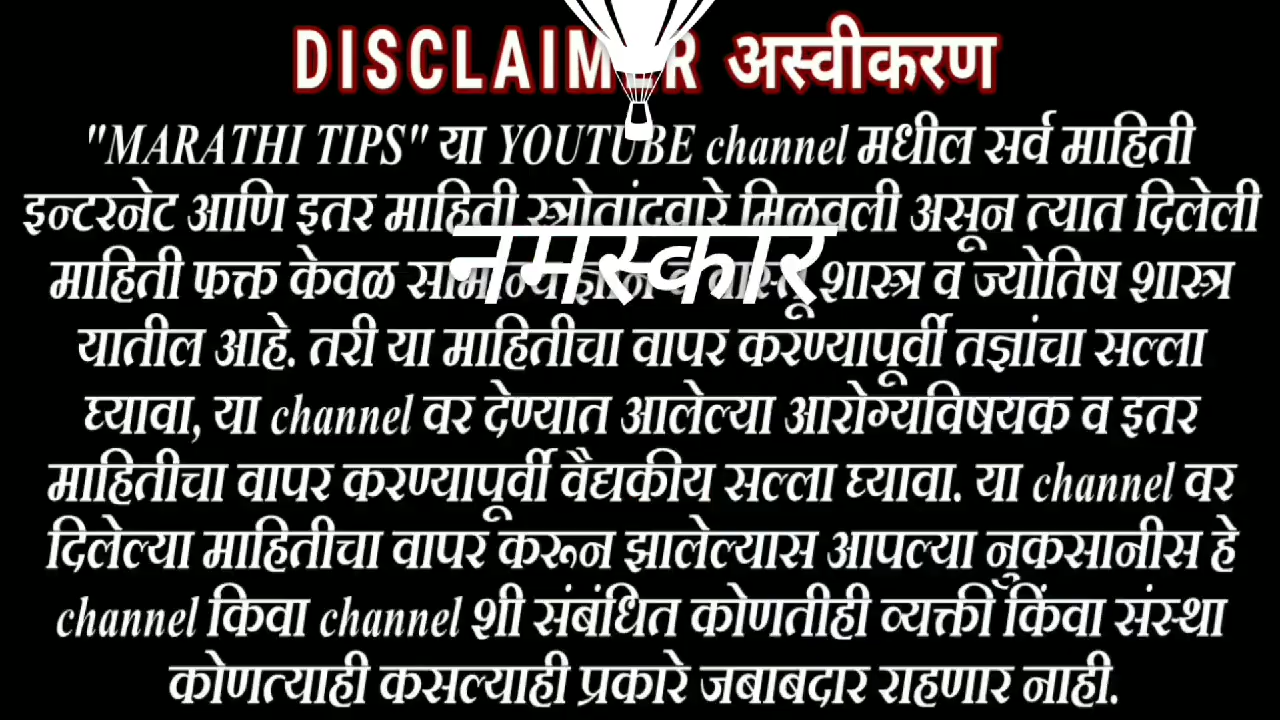 DISCLAIMER अस्वीकरण
"MARATHI TIPS" या YOUTUBE channel मधील सर्व माहिती
इन्टरनेट आणि इतर माहिती स्त्रोतांद्वारे मिळवली असून त्यात दिलेली
नमस्कार
माहिती फक्त केवळ सामान्य ज्ञान व वास्तू शास्त्र व ज्योतिष शास्त्र
यातील आहे. तरी या माहितीचा वापर करण्यापूर्वी तज्ञांचा सल्ला
घ्यावा, या channel वर देण्यात आलेल्या आरोग्यविषयक व इतर
माहितीचा वापर करण्यापूर्वी वैद्यकीय सल्ला घ्यावा. या channel वर
दिलेल्या माहितीचा वापर करून झालेल्यास आपल्या नुकसानीस हे
channel किवा channel शी संबंधित कोणतीही व्यक्ती किंवा संस्था
कोणत्याही कसल्याही प्रकारे जबाबदार राहणार नाही.